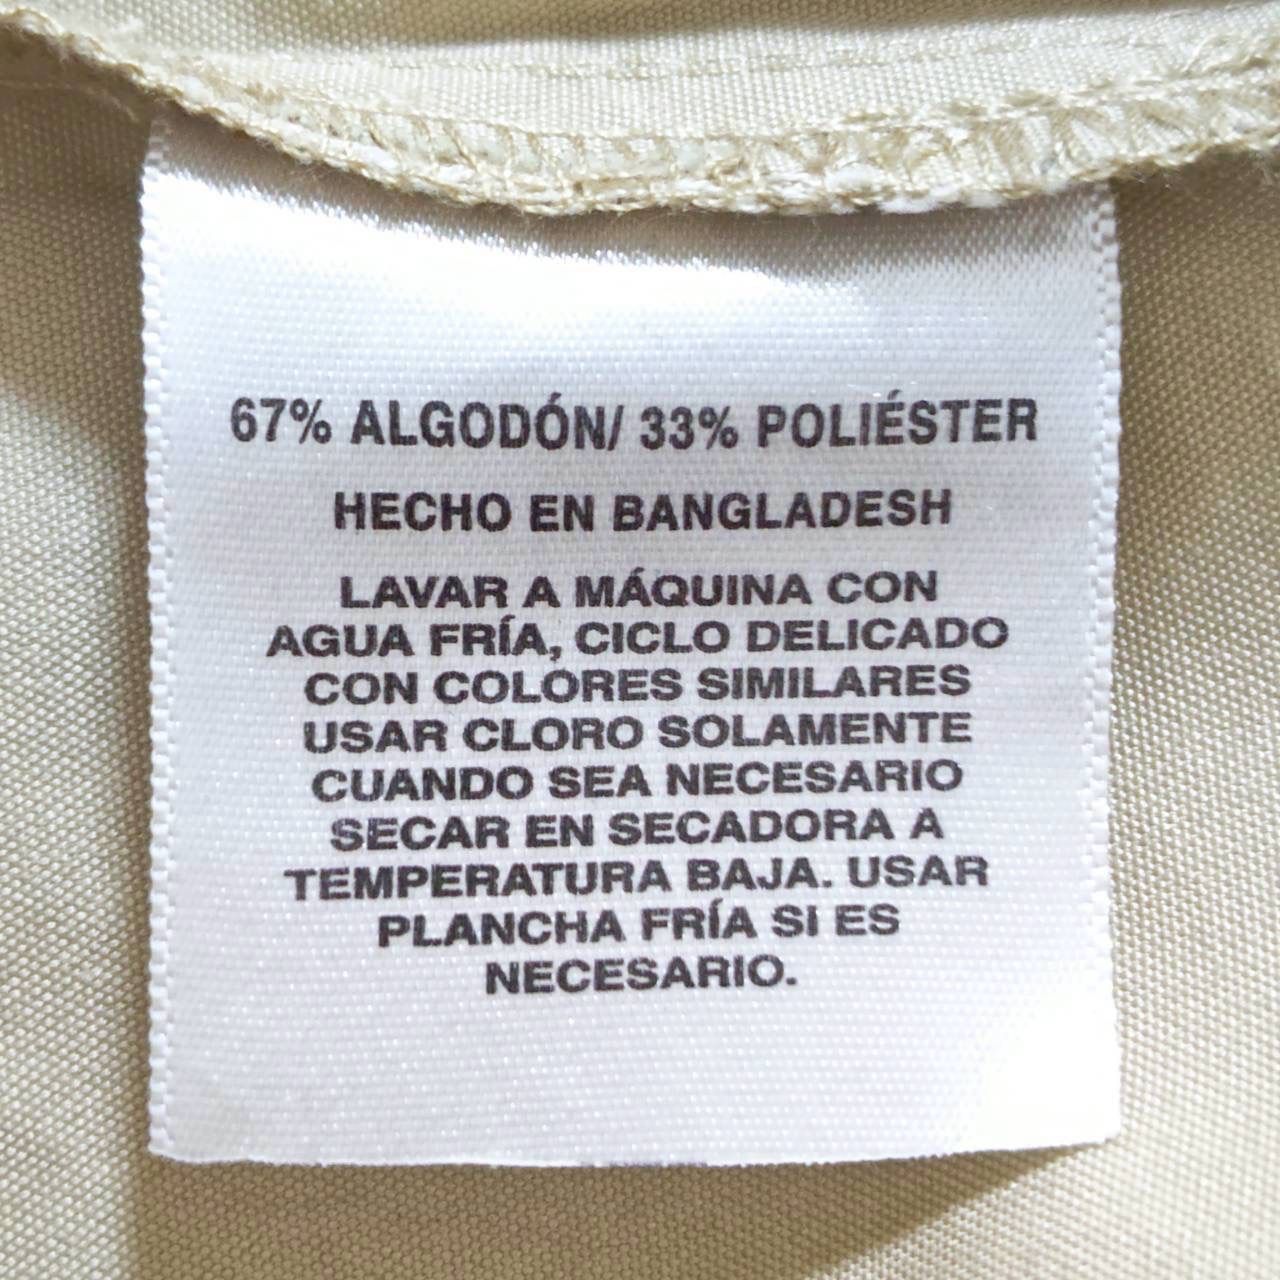 67% ALGODÓN/ 33% POLIÉSTER
HECHO EN BANGLADESH
LAVAR A MÁQUINA CON
AGUA FRÍA, CICLO DELICADO
CON COLORES SIMILARES
USAR CLORO SOLAMENTE
CUANDO SEA NECESARIO
SECAR EN SECADORA A
TEMPERATURA BAJA. USAR
PLANCHA FRÍA SI ES
NECESARIO.